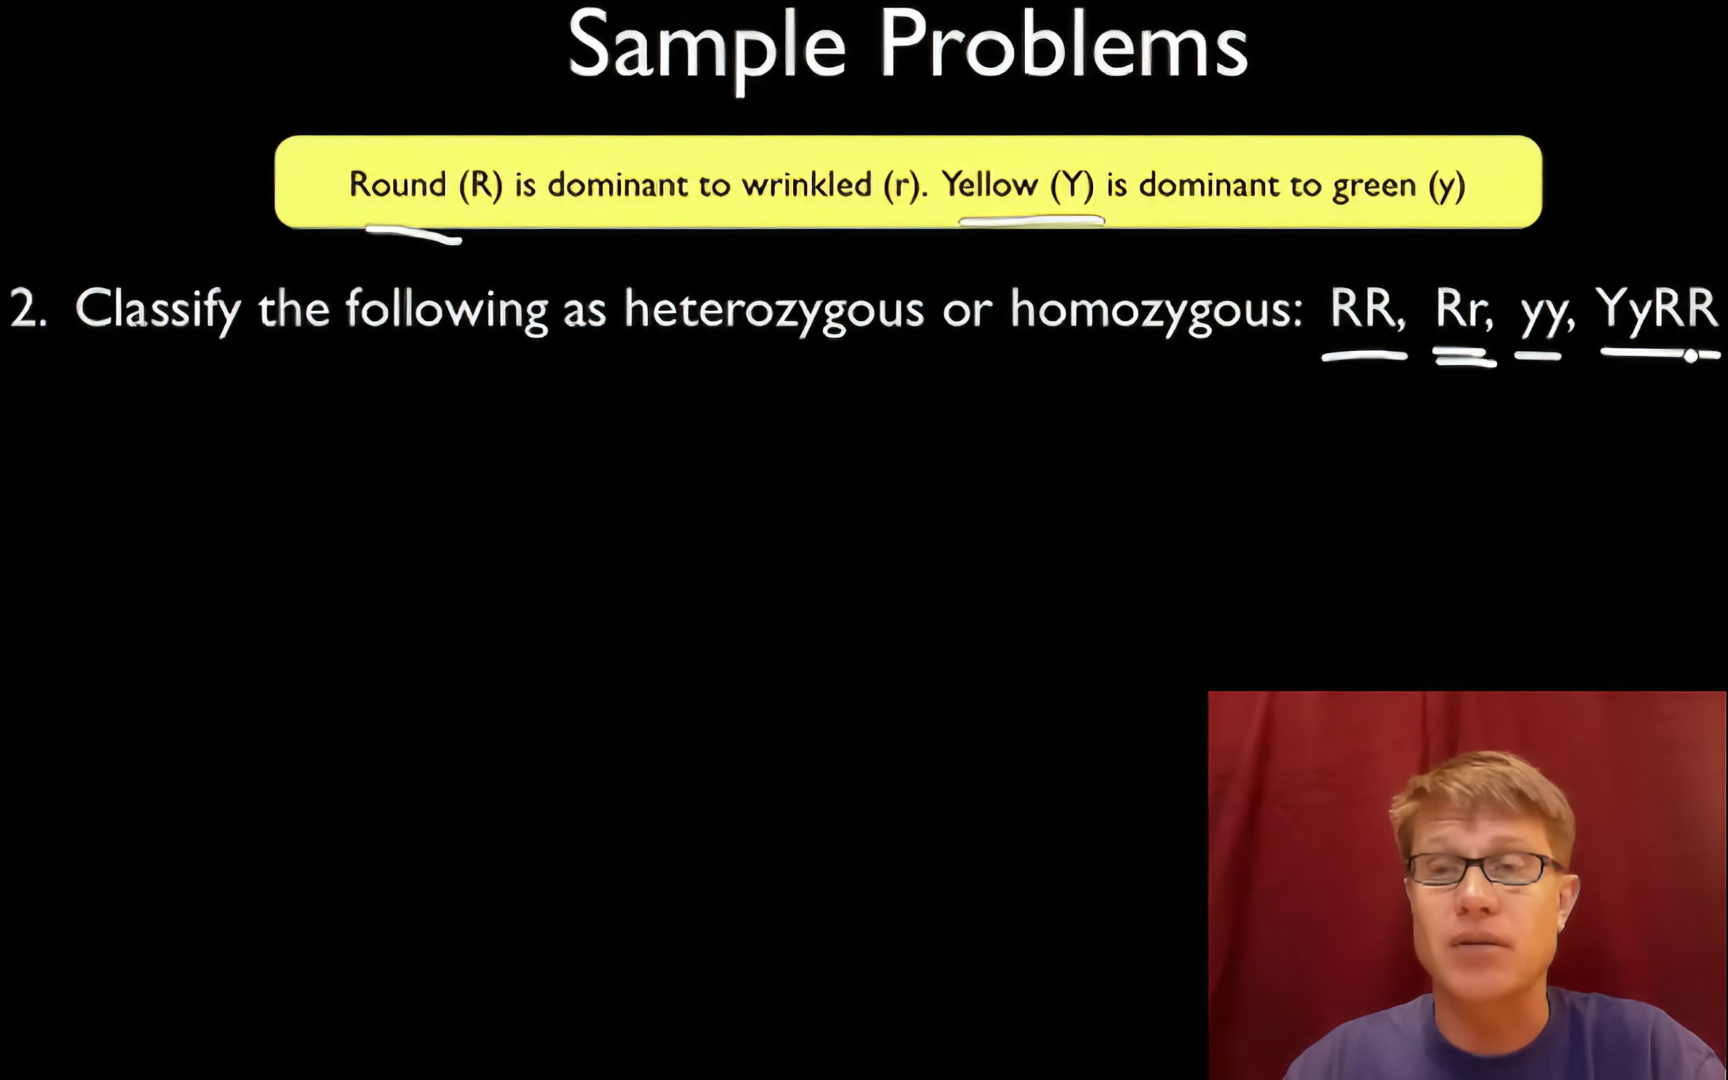 Sample Problems
Round (R) is dominant to wrinkled (r). Yellow (Y) is dominant to green (y)
2. Classify the following as heterozygous or homozygous: RR, Rr, yy, YyRR